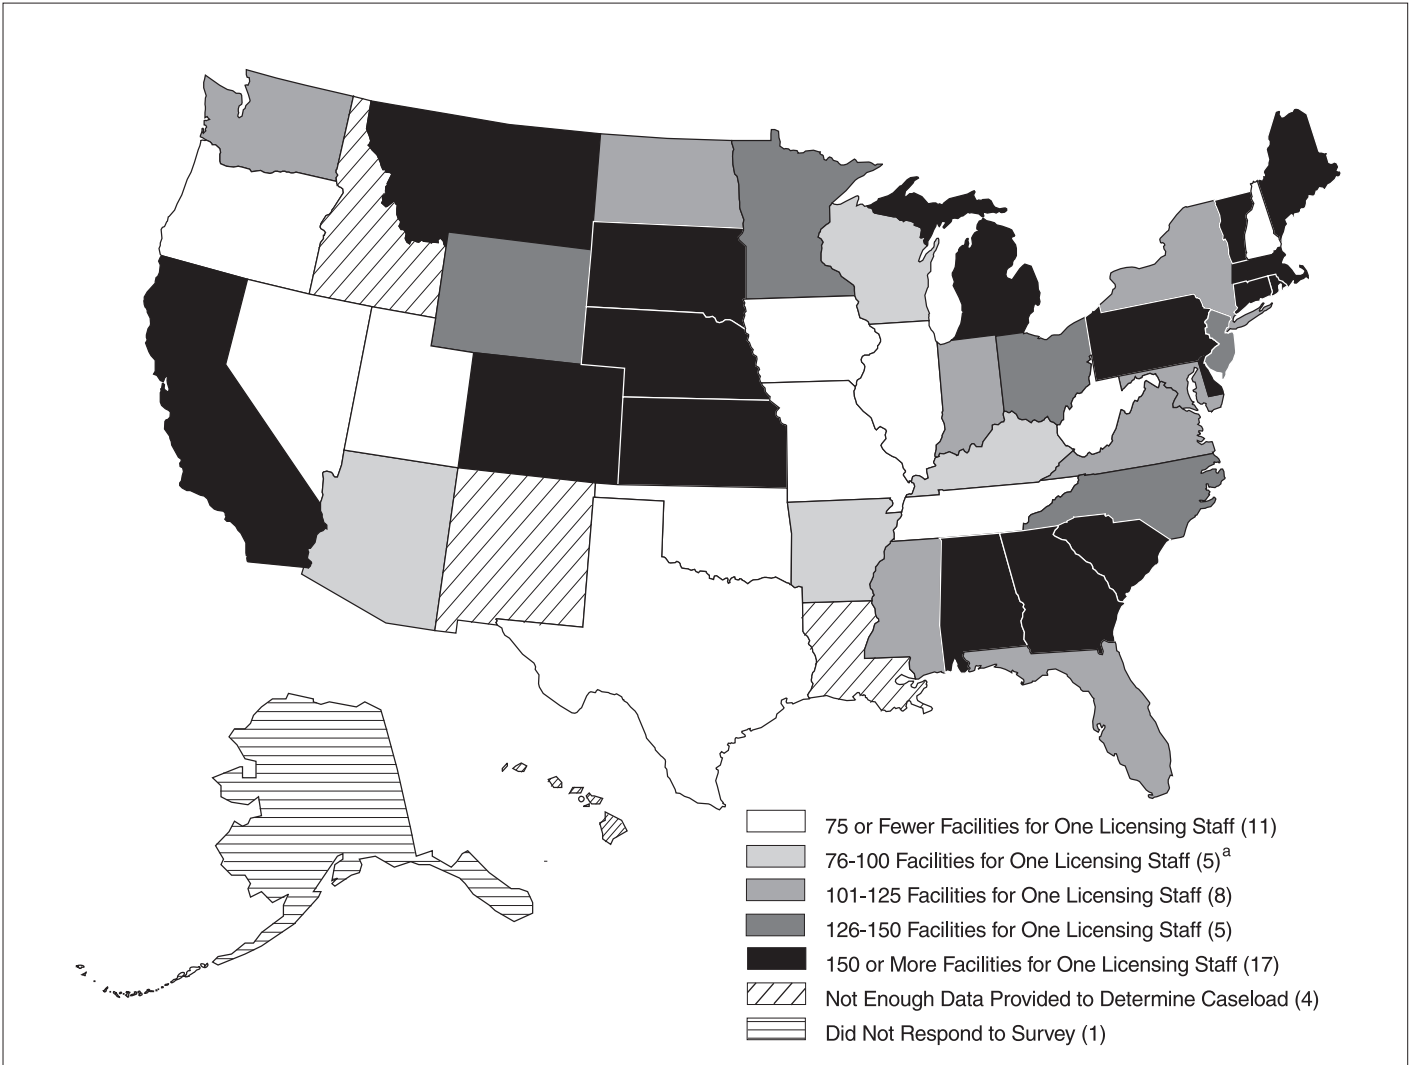 75 or Fewer Facilities for One Licensing Staff (11)
76-100 Facilities for One Licensing Staff (5)a
101-125 Facilities for One Licensing Staff (8)
126-150 Facilities for One Licensing Staff (5)
150 or More Facilities for One Licensing Staff (17)
Not Enough Data Provided to Determine Caseload (4)
Did Not Respond to Survey (1)